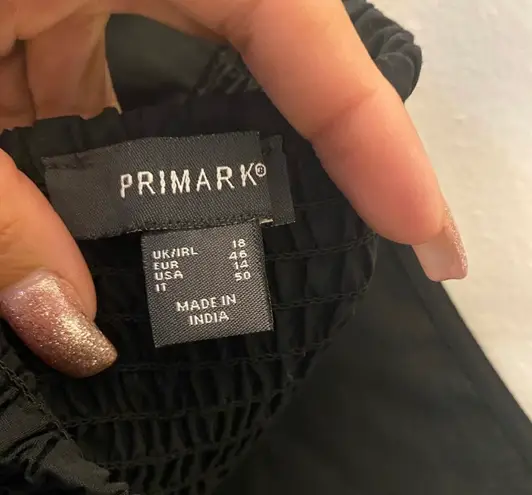 PRIMARK®
UK/IRL 18
EUR 46
USA 14
IT 50
MADE IN
INDIA